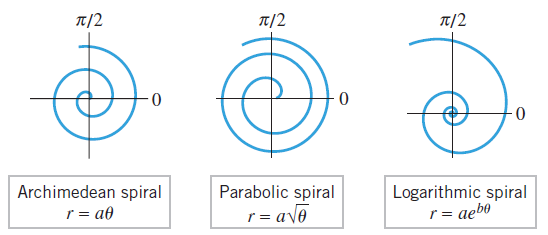 π/2 π/2 π/2
0 0 0
Archimedean spiral
r = aθ
Parabolic spiral
r = a√θ
Logarithmic spiral
r = ae^{bθ}